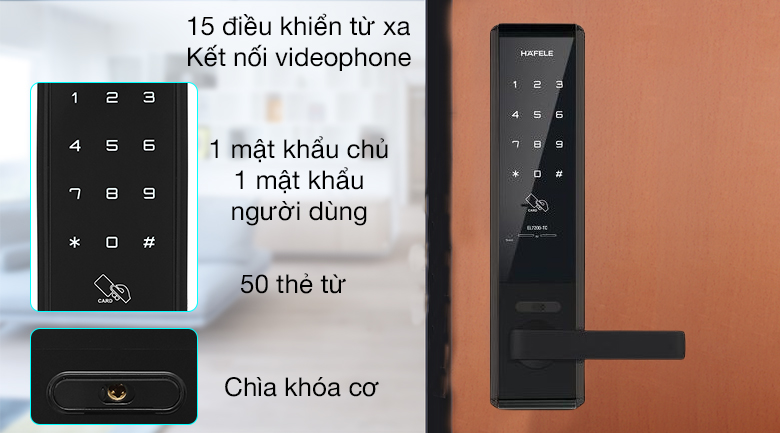 15 điều khiển từ xa
Kết nối videophone
1 2 3
4 5 6
7 8 9
* 0 #
CARD
1 mật khẩu chủ
1 mật khẩu
người dùng
50 thẻ từ
Chìa khóa cơ
HÄFELE
1 2 3
4 5 6
7 8 9
* 0 #
CARD
EL7200-TC